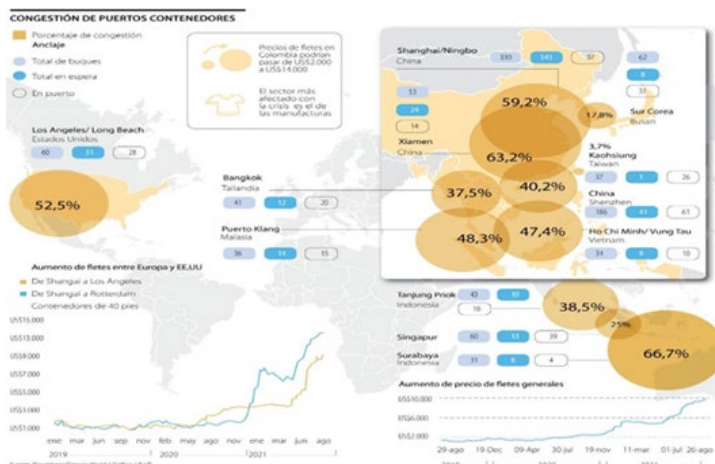 CONGESTIÓN DE PUERTOS CONTENEDORES
Porcentaje de congestión
Anclaje
Total de buques
Total en espera
En puerto
Precios de fletes en
Colombia podrían
pasar de US$2.000
a US$14.000
El sector más
afectado con
la crisis es el de
las manufacturas
Los Angeles/ Long Beach
Estados Unidos
60 31 28
52,5%
Bangkok
Tailandia
41 12 20
Puerto Klang
Malasia
36 14 15
Shanghai/Ningbo
China
141 97
62
8
53
24
14
Xiamen
China
59,2%
17,8%
Sur Corea
Busan
63,2%
3,7%
Kaohsiung
Taiwan
37 1 26
37,5%
40,2%
China
Shenzhen
186 61
48,3%
47,4%
Ho Chi Minh/ Vung Tau
Vietnam
9 10
Tanjung Priok
Indonesia
43 10
38,5%
Singapur
60 13 39
25%
Surabaya
Indonesia
8 4
66,7%
Aumento de fletes entre Europa y EE.UU
De Shangai a Los Angeles
De Shangai a Rotterdam
Contenedores de 40 pies
US$15.000
US$13.000
US$9.000
US$7.000
US$5.000
US$3.000
US$1.000
ene mar jun sep nov ene mar jun ago nov ene mar jun ago
2019 2020 2021
Aumento de precio de fletes generales
US$10.000
US$6.000
US$2.000
29-ago 19-Dec 09-Apr 30-jul 19-nov 11-mar 01-jul 26-ago